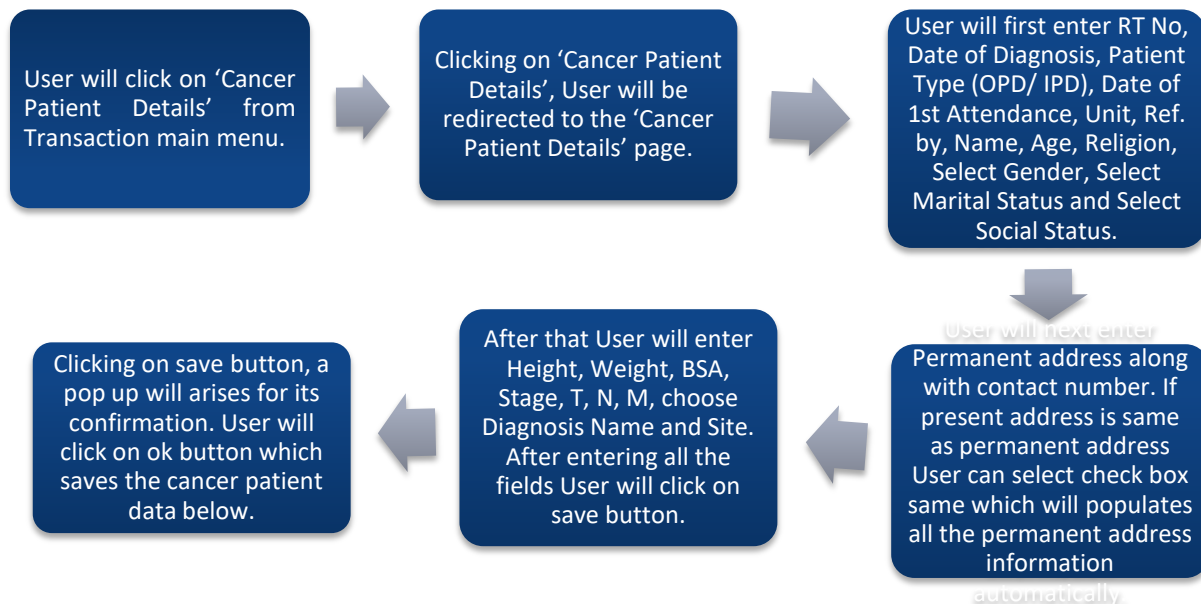 User will click on ‘Cancer
Patient Details’ from
Transaction main menu.
Clicking on ‘Cancer Patient
Details’, User will be
redirected to the ‘Cancer
Patient Details’ page.
User will first enter RT No,
Date of Diagnosis, Patient
Type (OPD/ IPD), Date of
1st Attendance, Unit, Ref.
by, Name, Age, Religion,
Select Gender, Select
Marital Status and Select
Social Status.
User will next enter
Permanent address along
with contact number. If
present address is same
as permanent address
User can select check box
same which will populates
all the permanent address
information
automatically.
After that User will enter
Height, Weight, BSA,
Stage, T, N, M, choose
Diagnosis Name and Site.
After entering all the
fields User will click on
save button.
Clicking on save button, a
pop up will arises for its
confirmation. User will
click on ok button which
saves the cancer patient
data below.